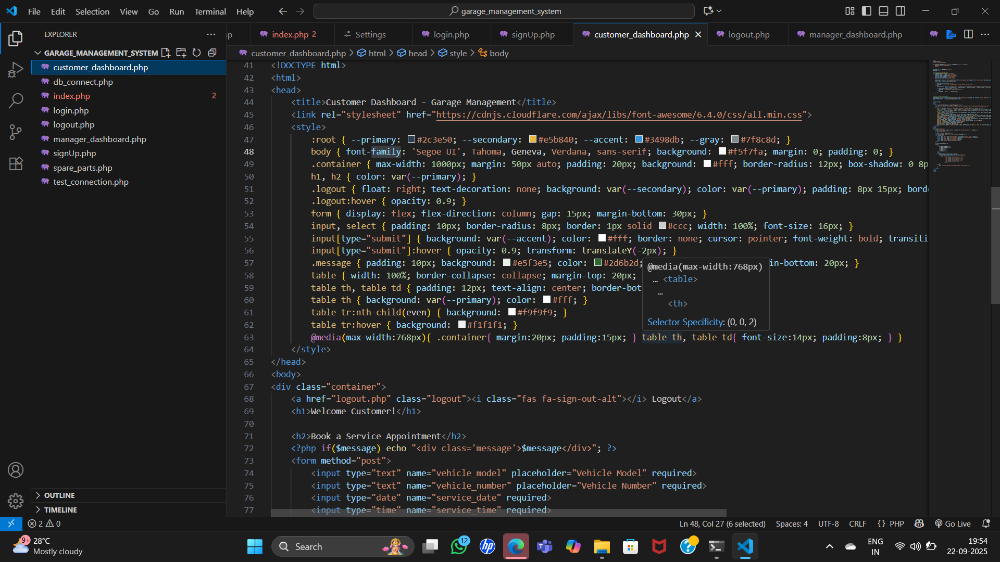 File Edit Selection View Go Run Terminal Help
garage_management_system
EXPLORER
GARAGE_MANAGEMENT_SYSTEM
customer_dashboard.php
db_connect.php
index.php 2
login.php
logout.php
manager_dashboard.php
signUp.php
spare_parts.php
test_connection.php
OUTLINE
TIMELINE
index.php 2 Settings login.php signUp.php customer_dashboard.php logout.php manager_dashboard.php
customer_dashboard.php > html > head > style > body
41 <!DOCTYPE html>
42 <html>
43 <head>
44 <title>Customer Dashboard - Garage Management</title>
45 <link rel="stylesheet" href="https://cdnjs.cloudflare.com/ajax/libs/font-awesome/6.4.0/css/all.min.css">
46 <style>
47 :root { --primary: #2c3e50; --secondary: #e5b840; --accent: #3498db; --gray: #7f8c8d; }
48 body { font-family: 'Segoe UI', Tahoma, Geneva, Verdana, sans-serif; background: #f5f7fa; margin: 0; padding: 0; }
49 .container { max-width: 1000px; margin: 50px auto; padding: 20px; background: #fff; border-radius: 12px; box-shadow: 0 8p
50 h1, h2 { color: var(--primary); }
51 .logout { float: right; text-decoration: none; background: var(--secondary); color: var(--primary); padding: 8px 15px; bord
52 .logout:hover { opacity: 0.9; }
53 form { display: flex; flex-direction: column; gap: 15px; margin-bottom: 30px; }
54 input, select { padding: 10px; border-radius: 8px; border: 1px solid #ccc; width: 100%; font-size: 16px; }
55 input[type="submit"] { background: var(--accent); color: #fff; border: none; cursor: pointer; font-weight: bold; transiti
56 input[type="submit"]:hover { opacity: 0.9; transform: translateY(-2px); }
57 .message { padding: 10px; background: #e5f3e5; color: #2d6b2d; in-bottom: 20px; }
58 table { width: 100%; border-collapse: collapse; margin-top: 20px;
59 table th, table td { padding: 12px; text-align: center; border-bot
60 table th { background: var(--primary); color: #fff; }
61 table tr:nth-child(even) { background: #f9f9f9; }
62 table tr:hover { background: #f1f1f1; }
63 @media(max-width:768px){ .container{ margin:20px; padding:15px; } table th, table td{ font-size:14px; padding:8px; } }
64 </style>
65 </head>
66 <body>
67 <div class="container">
68 <a href="logout.php" class="logout"><i class="fas fa-sign-out-alt"></i> Logout</a>
69 <h1>Welcome Customer!</h1>
70
71 <h2>Book a Service Appointment</h2>
72 <?php if($message) echo "<div class='message'>$message</div>"; ?>
73 <form method="post">
74 <input type="text" name="vehicle_model" placeholder="Vehicle Model" required>
75 <input type="text" name="vehicle_number" placeholder="Vehicle Number" required>
76 <input type="date" name="service_date" required>
77 <input type="time" name="service_time" required>
@media(max-width:768px)
… <table>
…
<th>
Selector Specificity: (0, 0, 2)
2 0
Ln 48, Col 27 (6 selected) Spaces: 4 UTF-8 CRLF {} PHP Go Live
9+ 28°C
Mostly cloudy
Search
12
hp
ENG
IN
19:54
22-09-2025